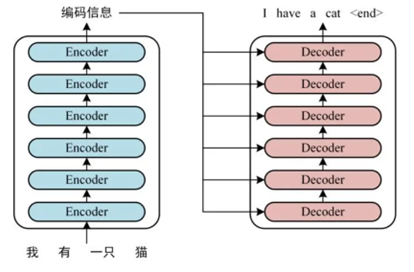 编码信息
I have a cat <end>
Encoder
Encoder
Encoder
Encoder
Encoder
Encoder
Decoder
Decoder
Decoder
Decoder
Decoder
Decoder
我 有 一只 猫